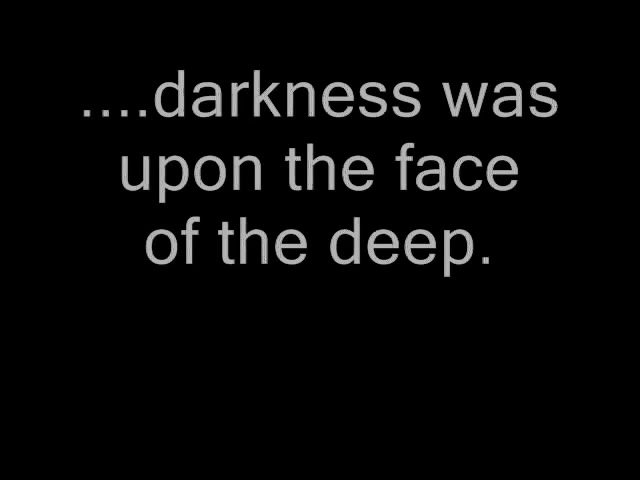 ....darkness was
upon the face
of the deep.